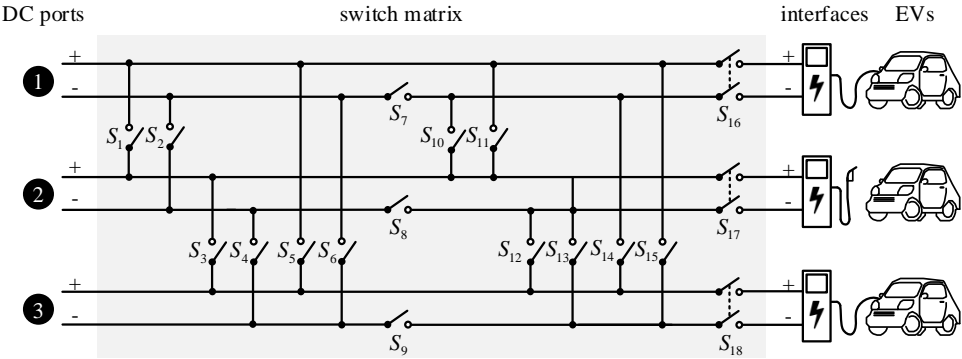 DC ports switch matrix interfaces EVs
+ +
1
- -
S7 S16
S1 S2 S10 S11
+ +
2
- -
S8 S17
S3 S4 S5 S6 S12 S13 S14 S15
+ +
3
- -
S9 S18